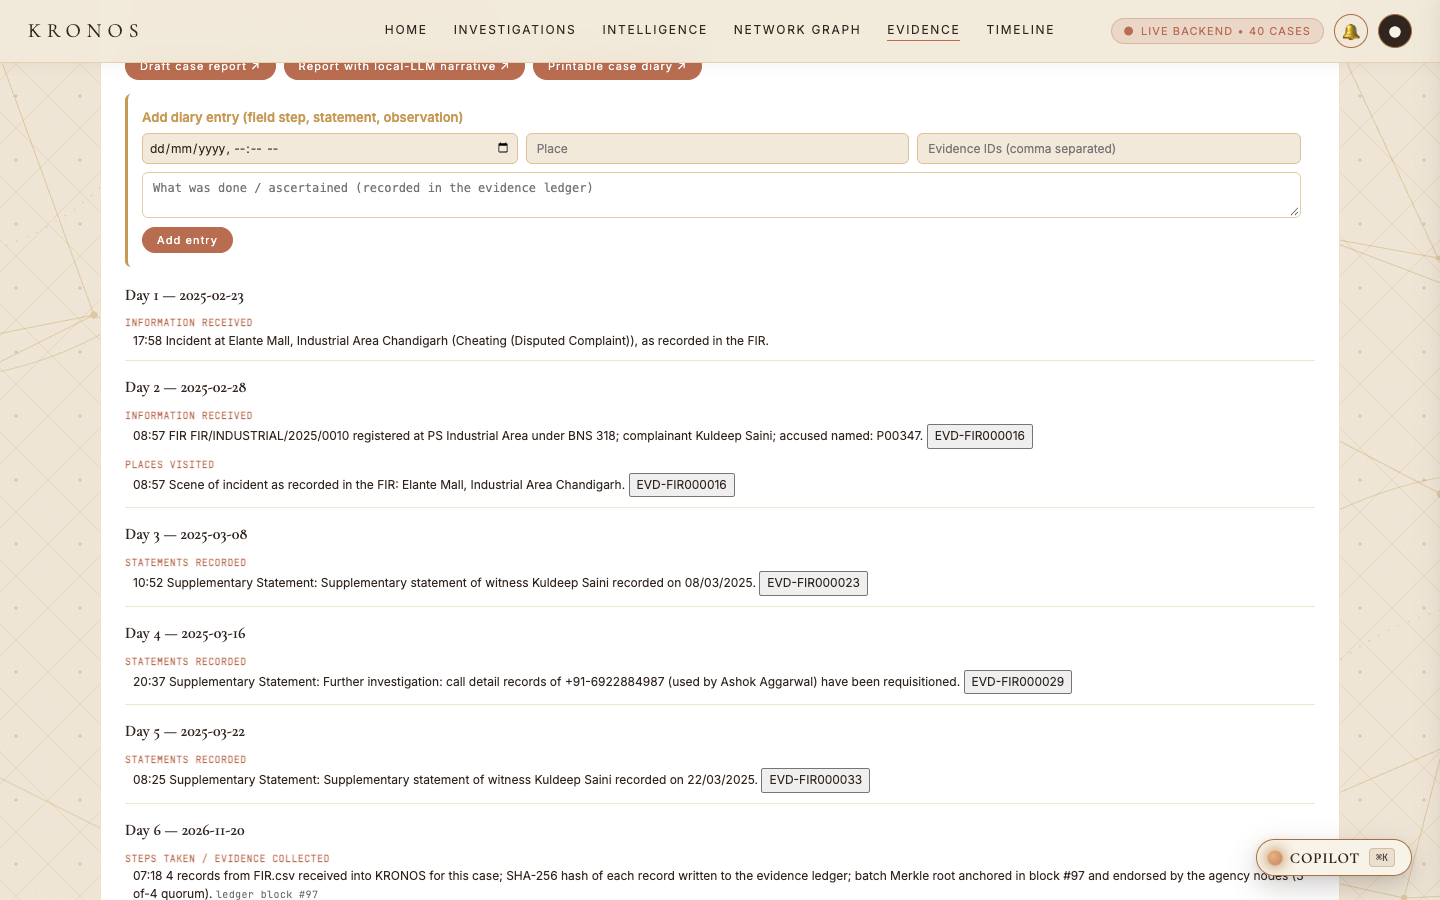 KRONOS
HOME INVESTIGATIONS INTELLIGENCE NETWORK GRAPH EVIDENCE TIMELINE
LIVE BACKEND • 40 CASES
Draft case report ↗ Report with local-LLM narrative ↗ Printable case diary ↗
Add diary entry (field step, statement, observation)
dd/mm/yyyy, --:-- -- Place Evidence IDs (comma separated)
What was done / ascertained (recorded in the evidence ledger)
Add entry
Day 1 — 2025-02-23
INFORMATION RECEIVED
17:58 Incident at Elante Mall, Industrial Area Chandigarh (Cheating (Disputed Complaint)), as recorded in the FIR.
Day 2 — 2025-02-28
INFORMATION RECEIVED
08:57 FIR FIR/INDUSTRIAL/2025/0010 registered at PS Industrial Area under BNS 318; complainant Kuldeep Saini; accused named: P00347. EVD-FIR000016
PLACES VISITED
08:57 Scene of incident as recorded in the FIR: Elante Mall, Industrial Area Chandigarh. EVD-FIR000016
Day 3 — 2025-03-08
STATEMENTS RECORDED
10:52 Supplementary Statement: Supplementary statement of witness Kuldeep Saini recorded on 08/03/2025. EVD-FIR000023
Day 4 — 2025-03-16
STATEMENTS RECORDED
20:37 Supplementary Statement: Further investigation: call detail records of +91-6922884987 (used by Ashok Aggarwal) have been requisitioned. EVD-FIR000029
Day 5 — 2025-03-22
STATEMENTS RECORDED
08:25 Supplementary Statement: Supplementary statement of witness Kuldeep Saini recorded on 22/03/2025. EVD-FIR000033
Day 6 — 2026-11-20
STEPS TAKEN / EVIDENCE COLLECTED
07:18 4 records from FIR.csv received into KRONOS for this case; SHA-256 hash of each record written to the evidence ledger; batch Merkle root anchored in block #97 and endorsed by the agency nodes (3-
of-4 quorum). ledger block #97
COPILOT ⌘K